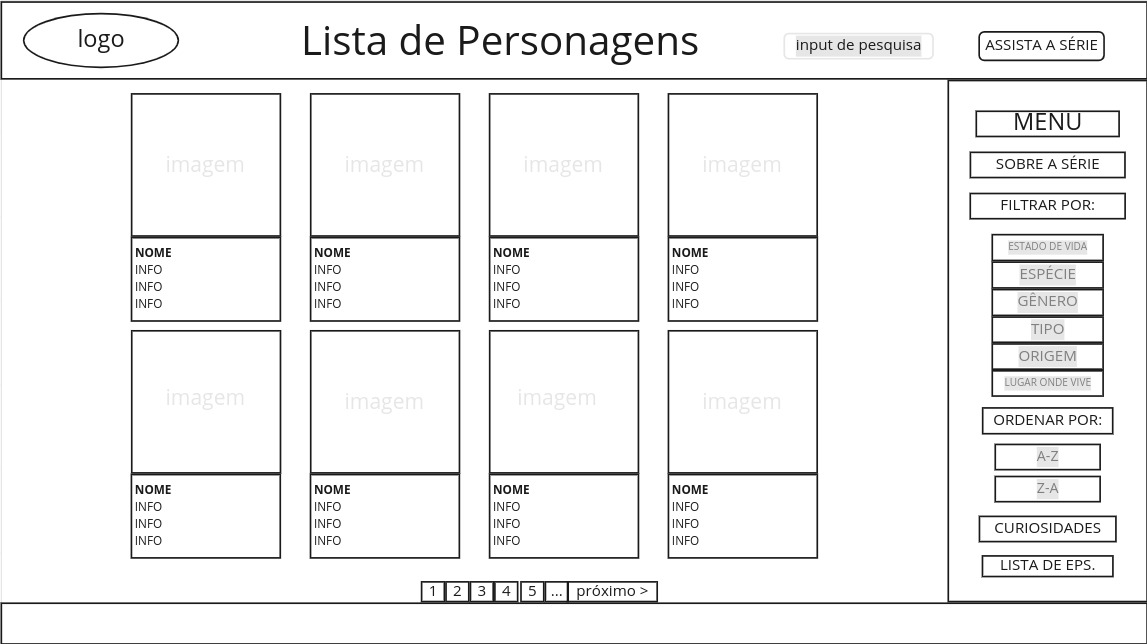 logo
Lista de Personagens
input de pesquisa
ASSISTA A SÉRIE
imagem
imagem
imagem
imagem
NOME
INFO
INFO
INFO
NOME
INFO
INFO
INFO
NOME
INFO
INFO
INFO
NOME
INFO
INFO
INFO
imagem
imagem
imagem
imagem
NOME
INFO
INFO
INFO
NOME
INFO
INFO
INFO
NOME
INFO
INFO
INFO
NOME
INFO
INFO
INFO
1 2 3 4 5 ... próximo >
MENU
SOBRE A SÉRIE
FILTRAR POR:
ESTADO DE VIDA
ESPÉCIE
GÊNERO
TIPO
ORIGEM
LUGAR ONDE VIVE
ORDENAR POR:
A-Z
Z-A
CURIOSIDADES
LISTA DE EPS.